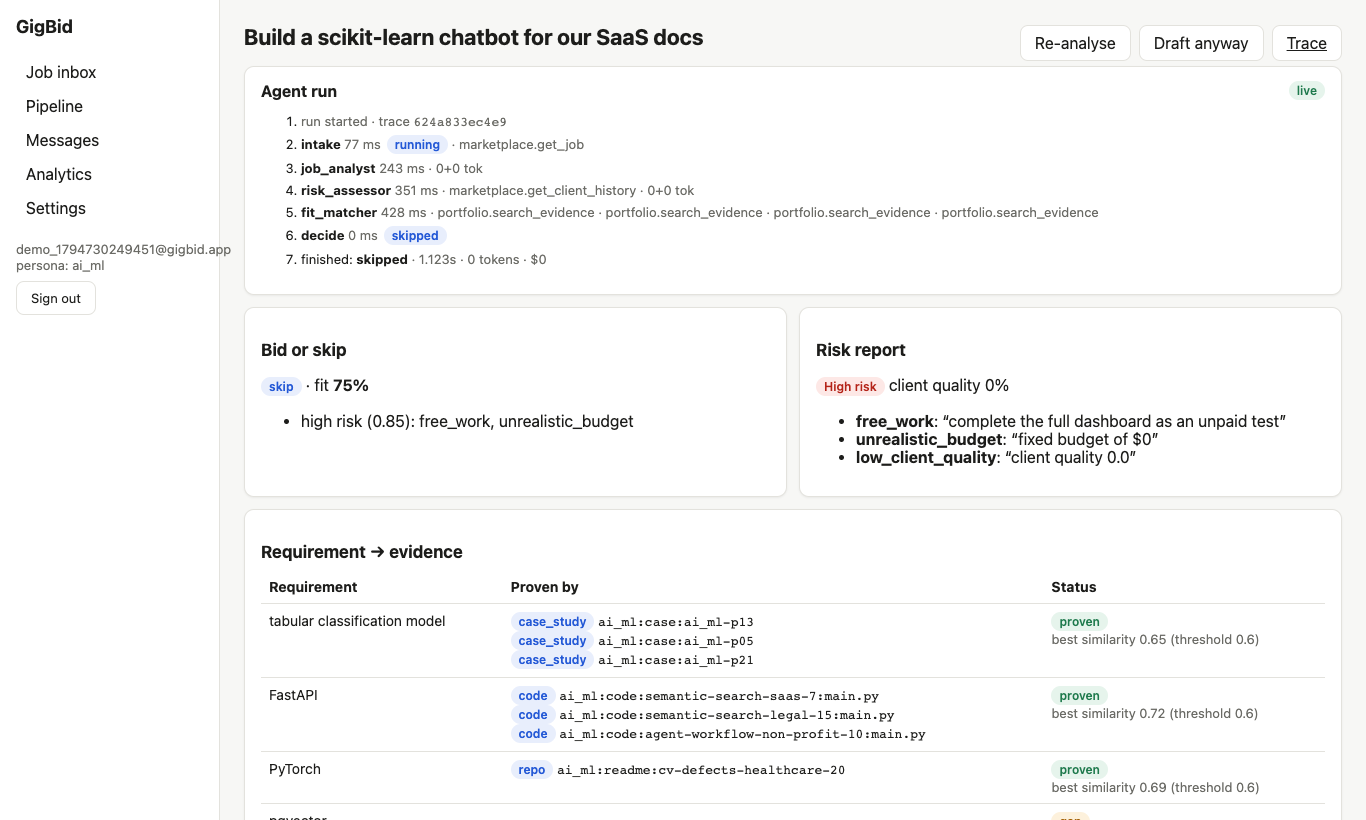 GigBid
Job inbox
Pipeline
Messages
Analytics
Settings
demo_1794730249451@gigbid.app
persona: ai_ml
Sign out
Build a scikit-learn chatbot for our SaaS docs
Re-analyse
Draft anyway
Trace
Agent run
live
1. run started · trace 624a833ec4e9
2. intake 77 ms running · marketplace.get_job
3. job_analyst 243 ms · 0+0 tok
4. risk_assessor 351 ms · marketplace.get_client_history · 0+0 tok
5. fit_matcher 428 ms · portfolio.search_evidence · portfolio.search_evidence · portfolio.search_evidence · portfolio.search_evidence
6. decide 0 ms skipped
7. finished: skipped · 1.123s · 0 tokens · $0
Bid or skip
skip · fit 75%
• high risk (0.85): free_work, unrealistic_budget
Risk report
High risk client quality 0%
• free_work: “complete the full dashboard as an unpaid test”
• unrealistic_budget: “fixed budget of $0”
• low_client_quality: “client quality 0.0”
Requirement → evidence
Requirement Proven by Status
tabular classification model
case_study ai_ml:case:ai_ml-p13
case_study ai_ml:case:ai_ml-p05
case_study ai_ml:case:ai_ml-p21
proven
best similarity 0.65 (threshold 0.6)
FastAPI
code ai_ml:code:semantic-search-saas-7:main.py
code ai_ml:code:semantic-search-legal-15:main.py
code ai_ml:code:agent-workflow-non-profit-10:main.py
proven
best similarity 0.72 (threshold 0.6)
PyTorch
repo ai_ml:readme:cv-defects-healthcare-20
proven
best similarity 0.69 (threshold 0.6)